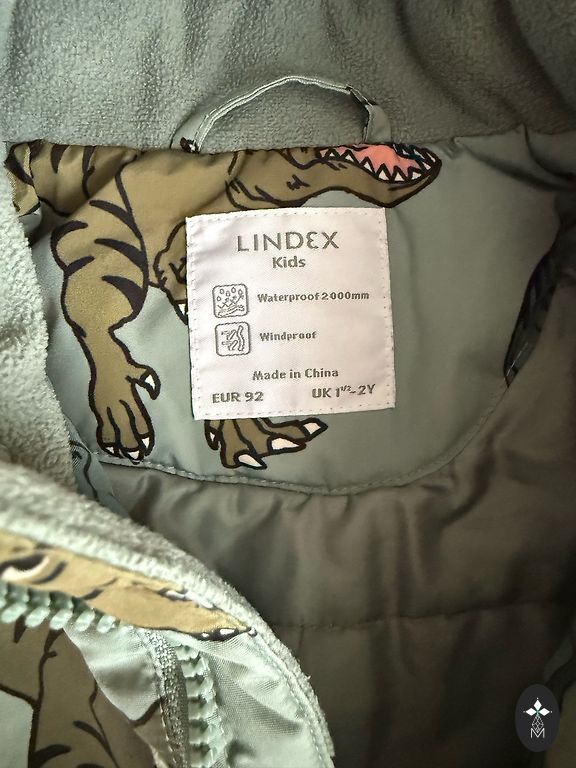 LINDEX
Kids
Waterproof 2000mm
Windproof
Made in China
EUR 92 UK 1½-2Y
M